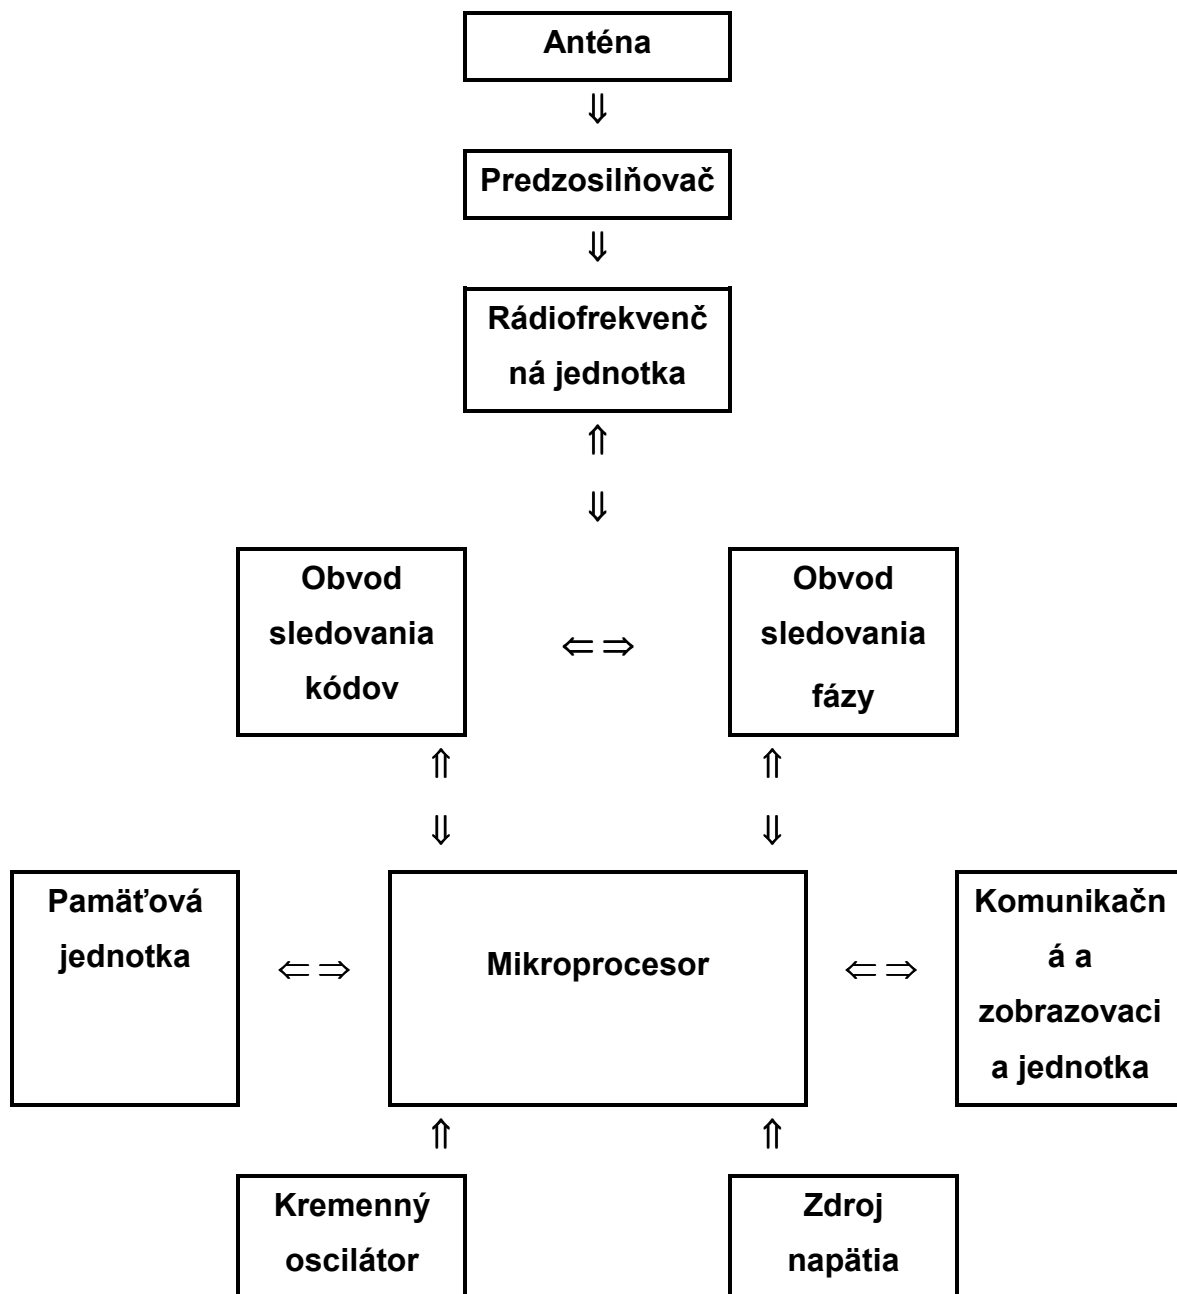 Anténa
⇓
Predzosilňovač
⇓
Rádiofrekvenč
ná jednotka
⇑
⇓
Obvod
sledovania
kódov
⇐ ⇒
Obvod
sledovania
fázy
⇑ ⇑
⇓ ⇓
Pamäťová
jednotka
⇐ ⇒
Mikroprocesor
⇐ ⇒
Komunikačn
á a
zobrazovaci
a jednotka
⇑ ⇑
Kremenný
oscilátor
Zdroj
napätia